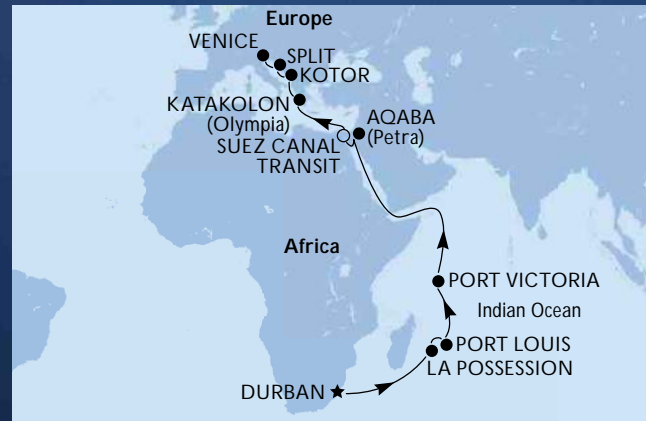 Europe
VENICE
SPLIT
KOTOR
KATAKOLON
(Olympia)
AQABA
(Petra)
SUEZ CANAL
TRANSIT
Africa
PORT VICTORIA
Indian Ocean
PORT LOUIS
LA POSSESSION
DURBAN